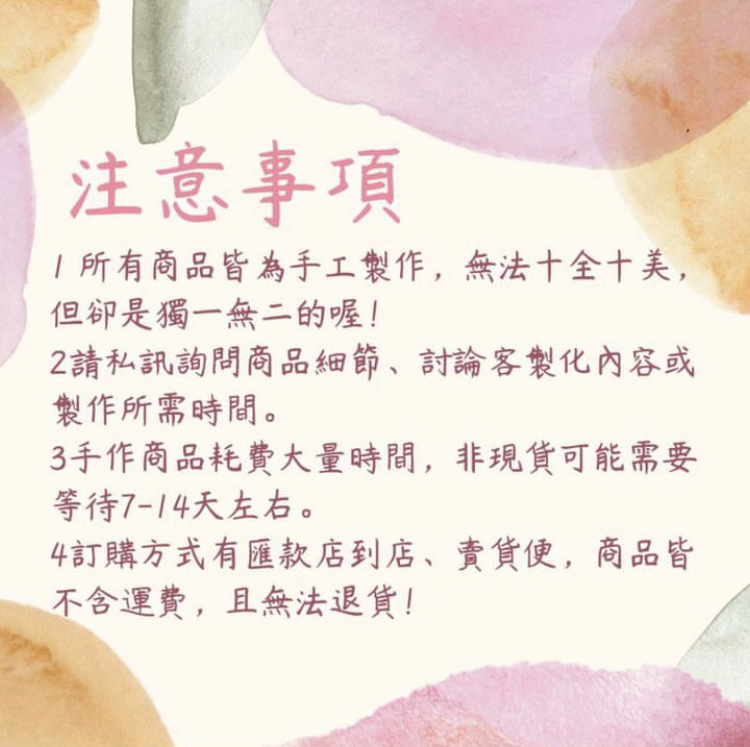 注意事項
1 所有商品皆為手工製作，無法十全十美，
但卻是獨一無二的喔！
2請私訊詢問商品細節、討論客製化內容或
製作所需時間。
3手作商品耗費大量時間，非現貨可能需要
等待7-14天左右。
4訂購方式有匯款店到店、賣貨便，商品皆
不含運費，且無法退貨！